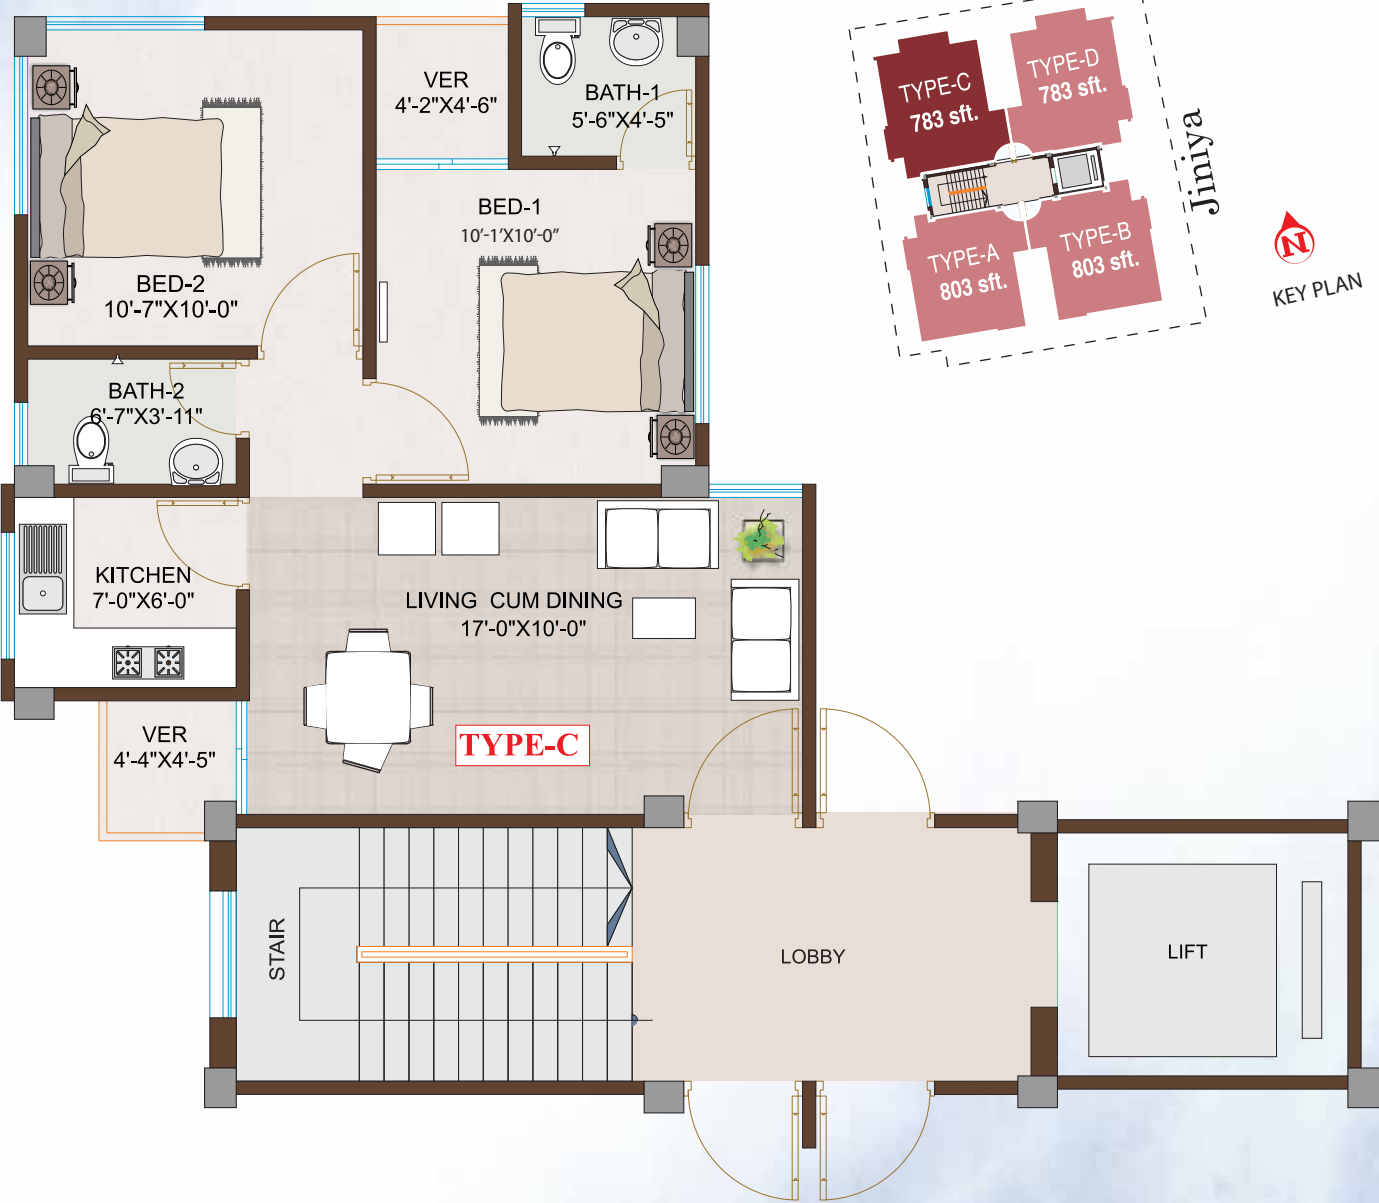 VER
4'-2"X4'-6"
BATH-1
5'-6"X4'-5"
TYPE-C
783 sft.
TYPE-D
783 sft.
Jiniya
BED-1
10'-1'X10'-0"
TYPE-A
803 sft.
TYPE-B
803 sft.
N
KEY PLAN
BED-2
10'-7"X10'-0"
BATH-2
6'-7"X3'-11"
KITCHEN
7'-0"X6'-0"
LIVING CUM DINING
17'-0"X10'-0"
VER
4'-4"X4'-5"
TYPE-C
STAIR
LOBBY
LIFT